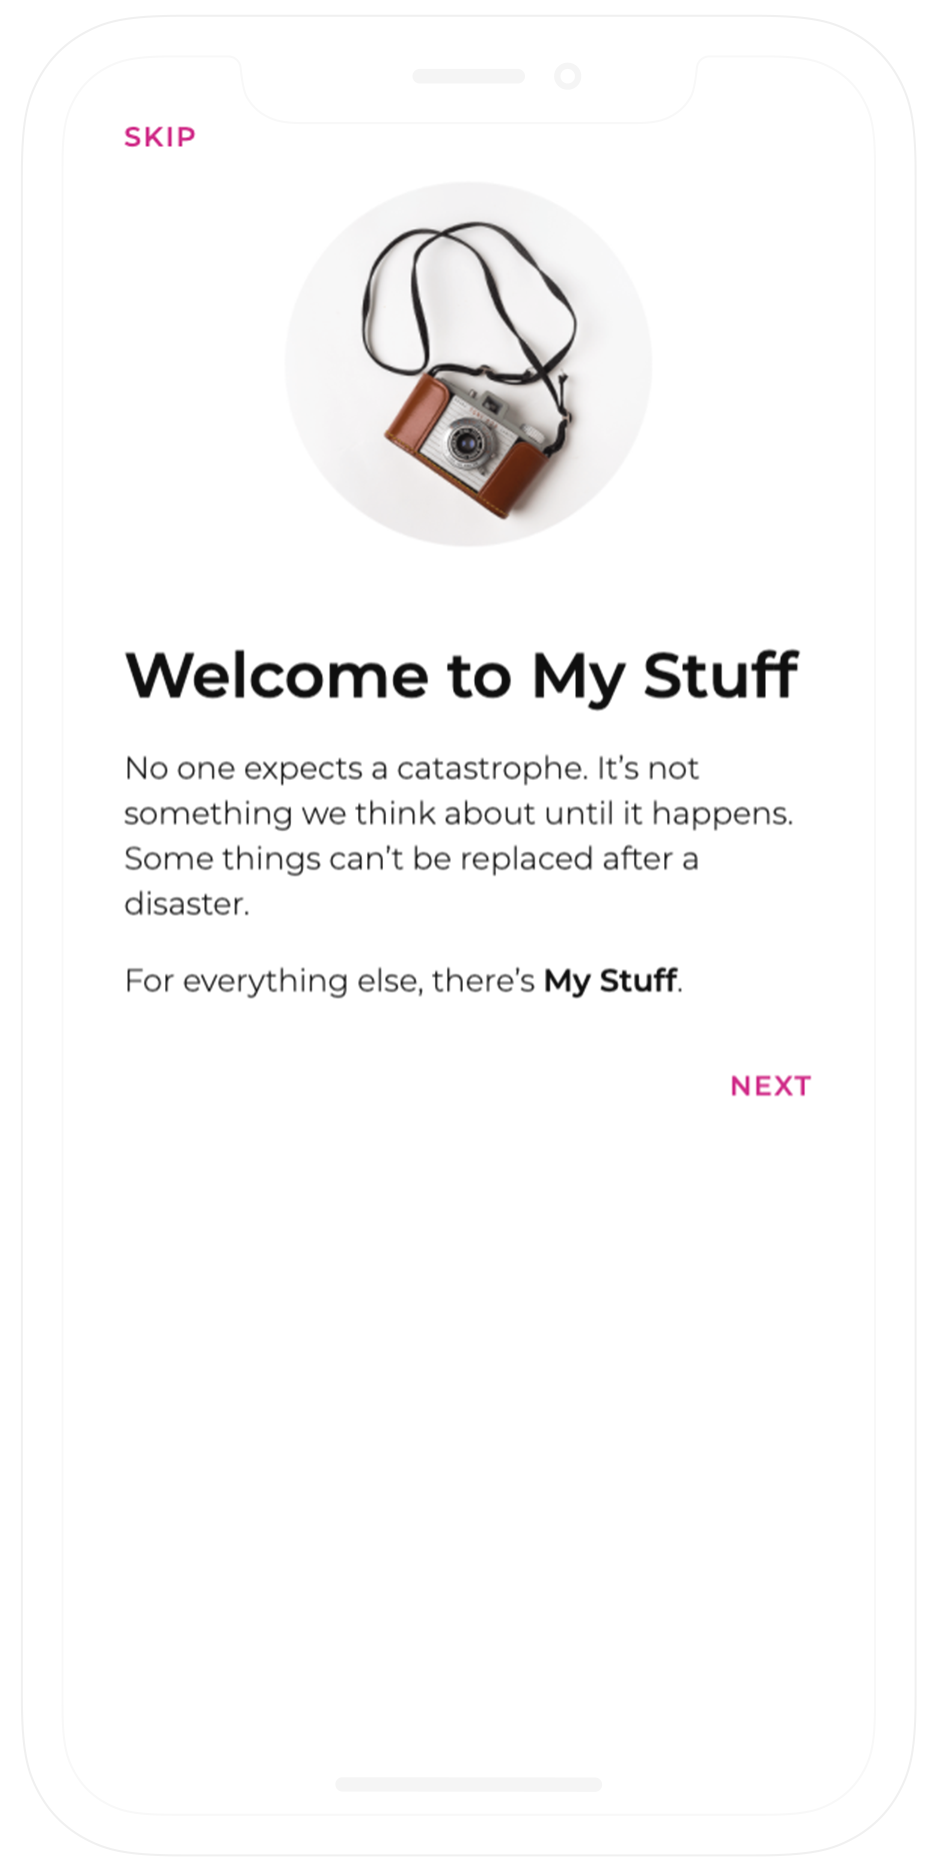 SKIP
Welcome to My Stuff
No one expects a catastrophe. It’s not
something we think about until it happens.
Some things can’t be replaced after a
disaster.
For everything else, there’s My Stuff.
NEXT